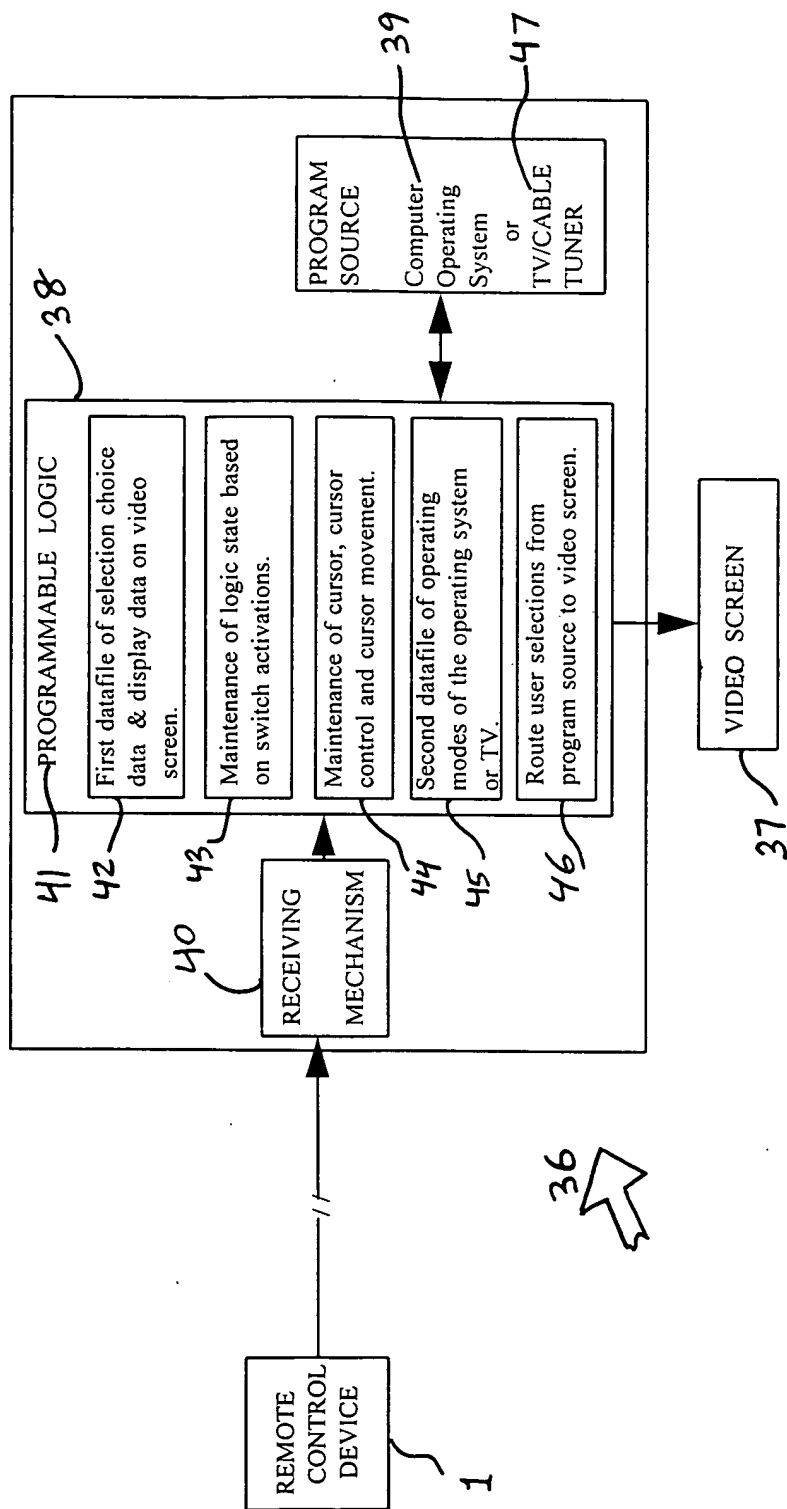 REMOTE
CONTROL
DEVICE
1
36
40
RECEIVING
MECHANISM
38
41
PROGRAMMABLE LOGIC
42
First datafile of selection choice
data & display data on video
screen.
43
Maintenance of logic state based
on switch activations.
44
Maintenance of cursor, cursor
control and cursor movement.
45
Second datafile of operating
modes of the operating system
or TV.
46
Route user selections from
program source to video screen.
PROGRAM
SOURCE
Computer
Operating
System
or
TV/CABLE
TUNER
39
47
VIDEO SCREEN
37